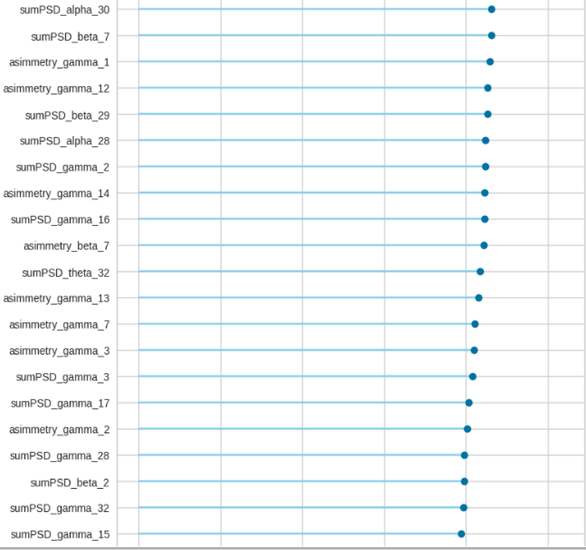 sumPSD_alpha_30
sumPSD_beta_7
asimmetry_gamma_1
asimmetry_gamma_12
sumPSD_beta_29
sumPSD_alpha_28
sumPSD_gamma_2
asimmetry_gamma_14
sumPSD_gamma_16
asimmetry_beta_7
sumPSD_theta_32
asimmetry_gamma_13
asimmetry_gamma_7
asimmetry_gamma_3
sumPSD_gamma_3
sumPSD_gamma_17
asimmetry_gamma_2
sumPSD_gamma_28
sumPSD_beta_2
sumPSD_gamma_32
sumPSD_gamma_15